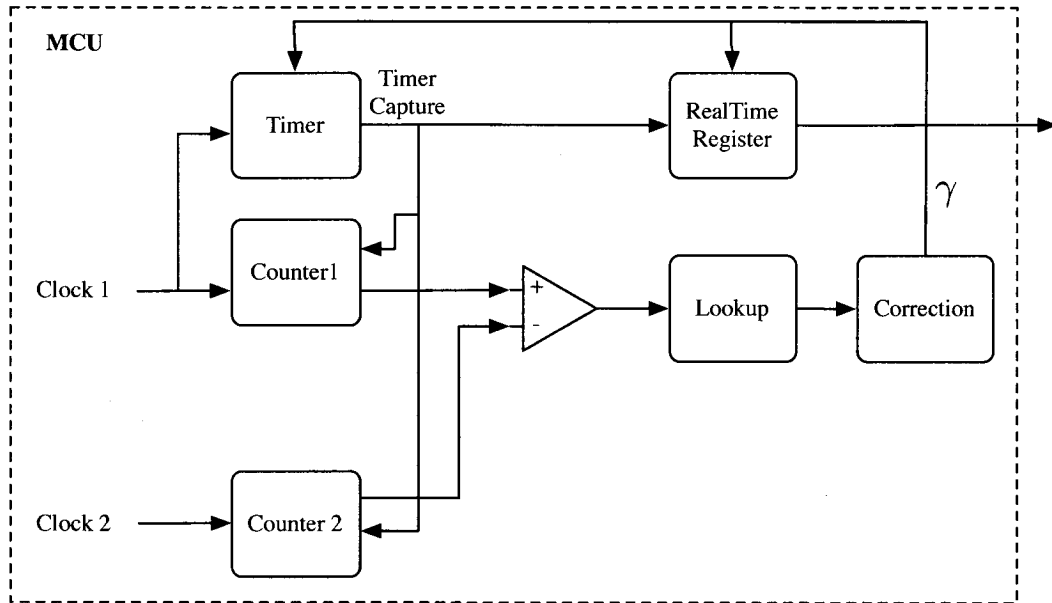 MCU
Timer
Timer
Capture
RealTime
Register
γ
Clock 1
Counter1
+
-
Lookup
Correction
Clock 2
Counter 2